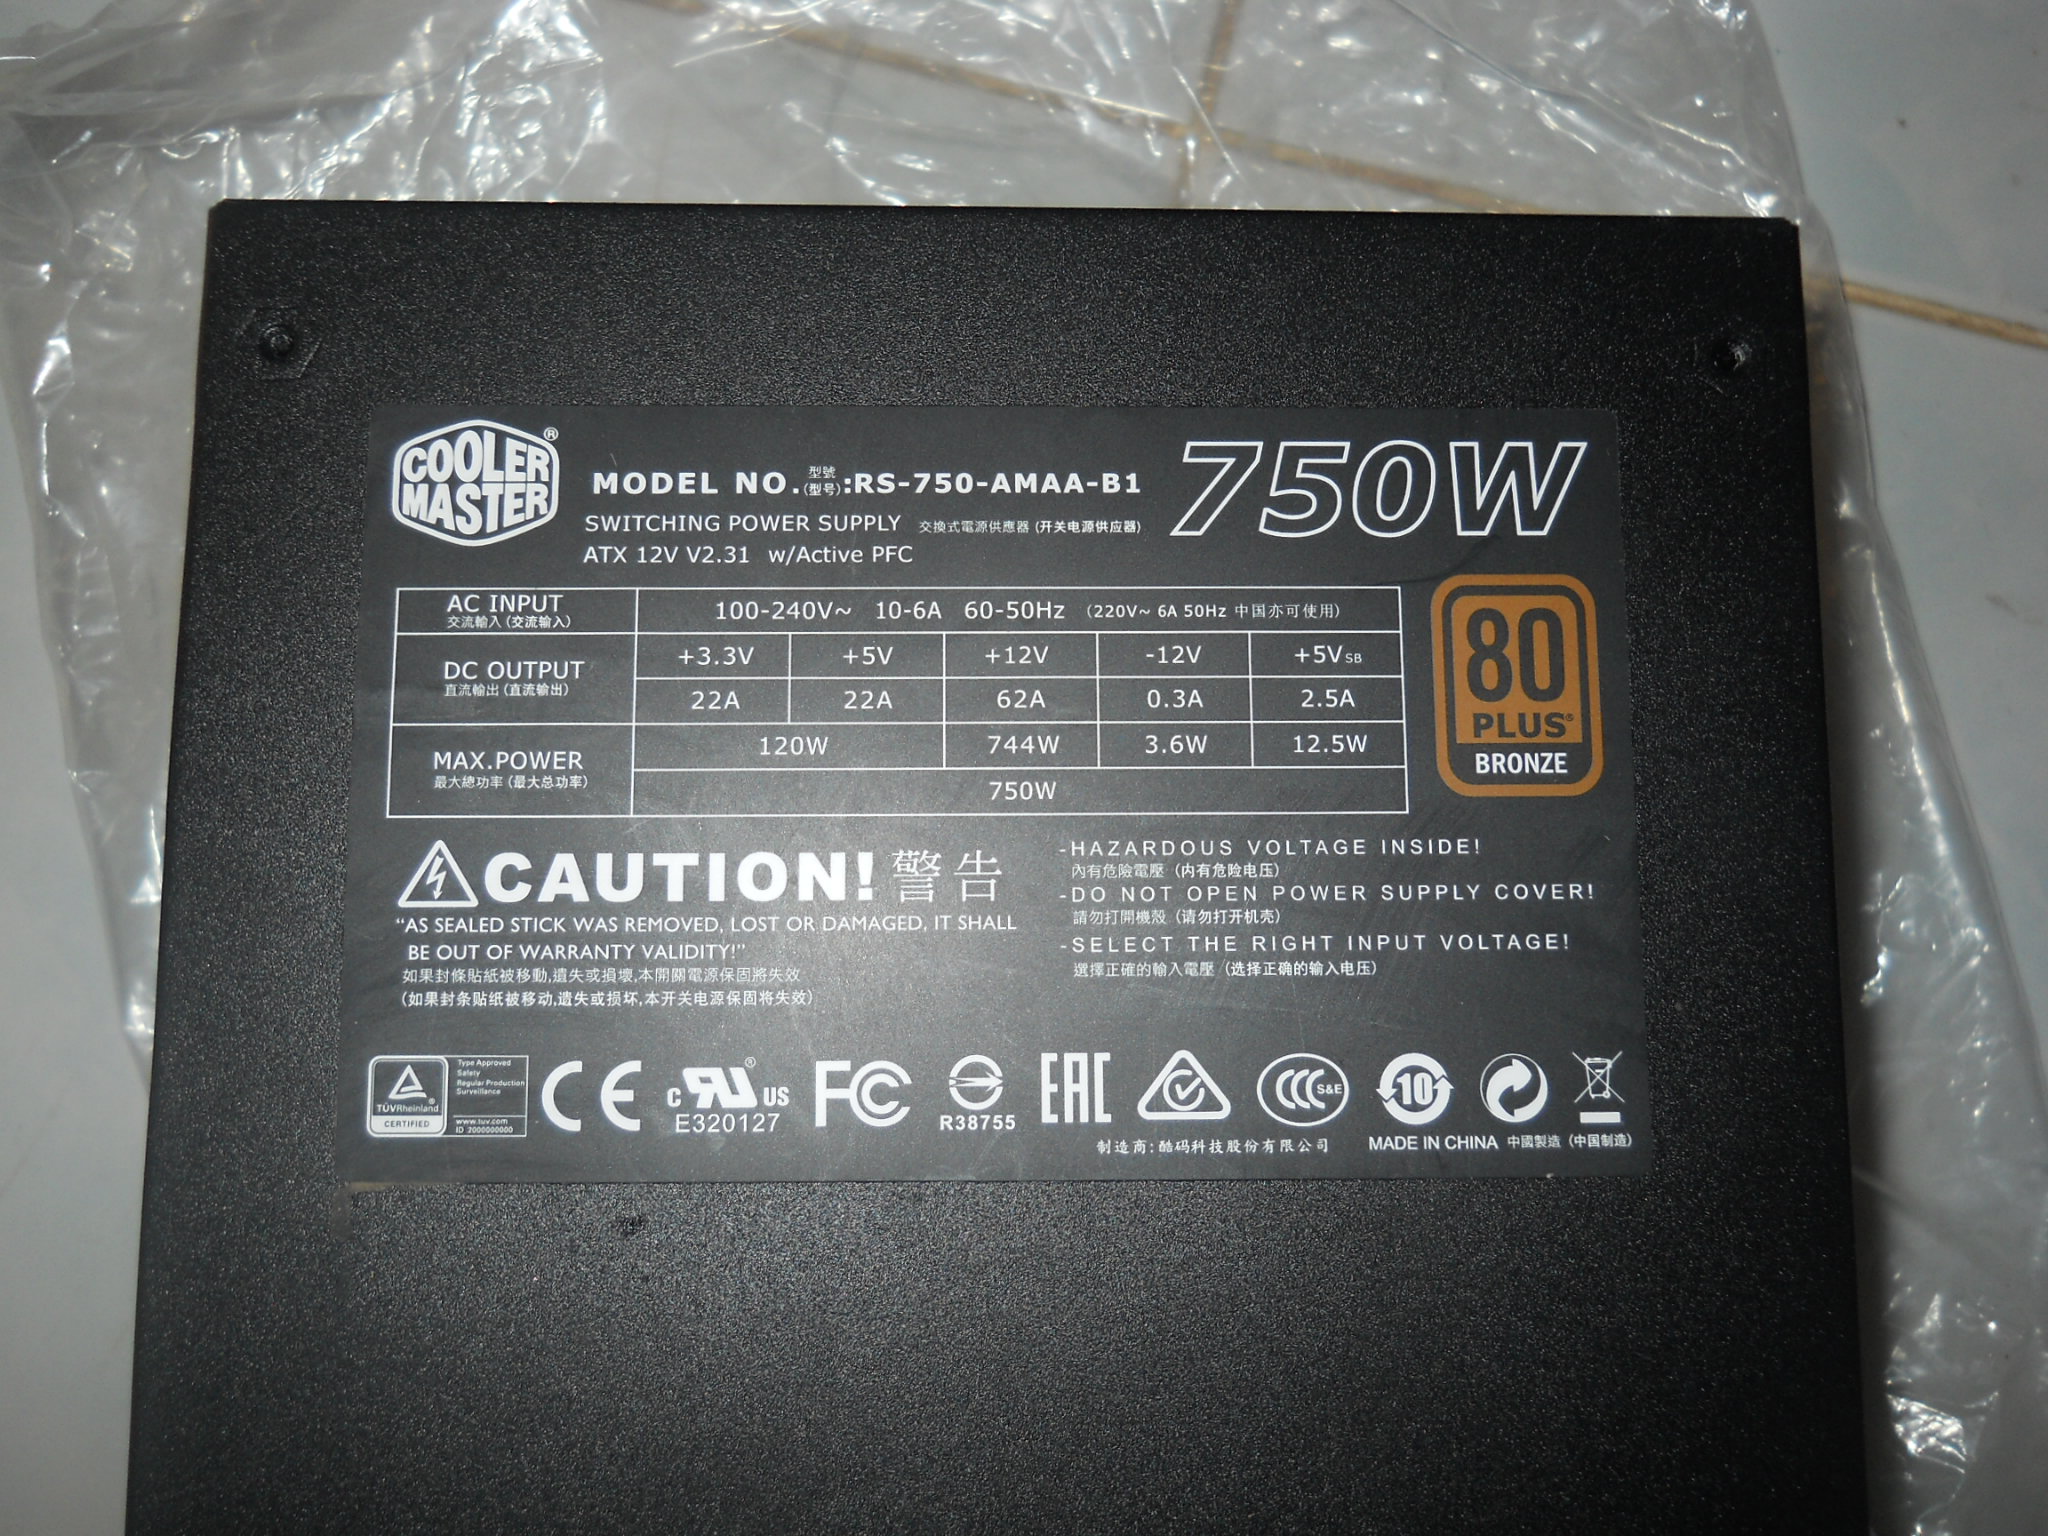 COOLER MASTER®
MODEL NO. 型號 (型号):RS-750-AMAA-B1
750W
SWITCHING POWER SUPPLY 交換式電源供應器 (开关电源供应器)
ATX 12V V2.31 w/Active PFC
AC INPUT 100-240V~ 10-6A 60-50Hz (220V~ 6A 50Hz 中国亦可使用)
交流輸入 (交流输入)
DC OUTPUT +3.3V +5V +12V -12V +5VSB
直流輸出 (直流输出) 22A 22A 62A 0.3A 2.5A
MAX.POWER 120W 744W 3.6W 12.5W
最大總功率 (最大总功率) 750W
80
PLUS®
BRONZE
CAUTION! 警告
“AS SEALED STICK WAS REMOVED, LOST OR DAMAGED, IT SHALL
BE OUT OF WARRANTY VALIDITY!”
如果封條貼紙被移動,遺失或損壞,本開關電源保固將失效
(如果封条贴纸被移动,遗失或损坏,本开关电源保固将失效)
-HAZARDOUS VOLTAGE INSIDE!
內有危險電壓 (内有危险电压)
-DO NOT OPEN POWER SUPPLY COVER!
請勿打開機殼 (请勿打开机壳)
-SELECT THE RIGHT INPUT VOLTAGE!
選擇正確的輸入電壓 (选择正确的输入电压)
TÜVRheinland®
CERTIFIED
Type Approved
Safety
Regular Production
Surveillance
www.tuv.com
ID 2000000000
CE
c RU® US
E320127
FC
R38755
EAC
CCC S&E
10
制造商:酷码科技股份有限公司
MADE IN CHINA 中國製造 (中国制造)